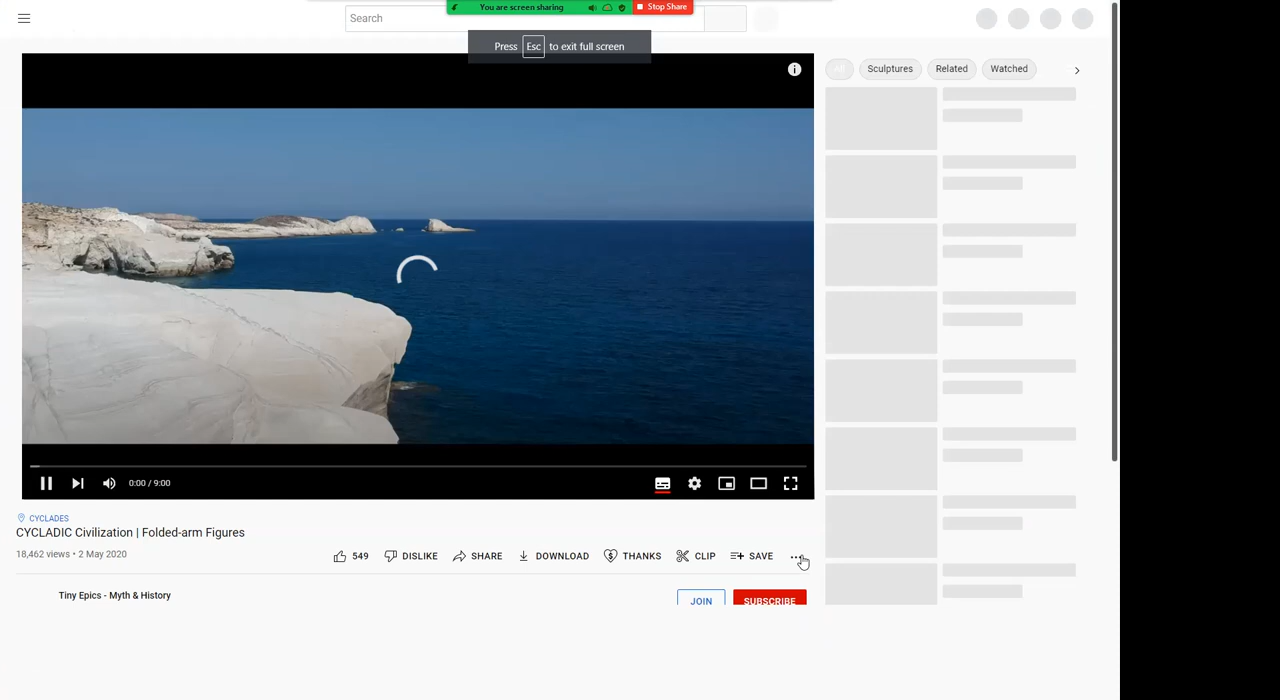 You are screen sharing
Stop Share
Search
Press Esc to exit full screen
All Sculptures Related Watched
0:00 / 9:00
CYCLADES
CYCLADIC Civilization | Folded-arm Figures
18,462 views • 2 May 2020
549 DISLIKE SHARE DOWNLOAD THANKS CLIP SAVE
Tiny Epics - Myth & History
JOIN SUBSCRIBE